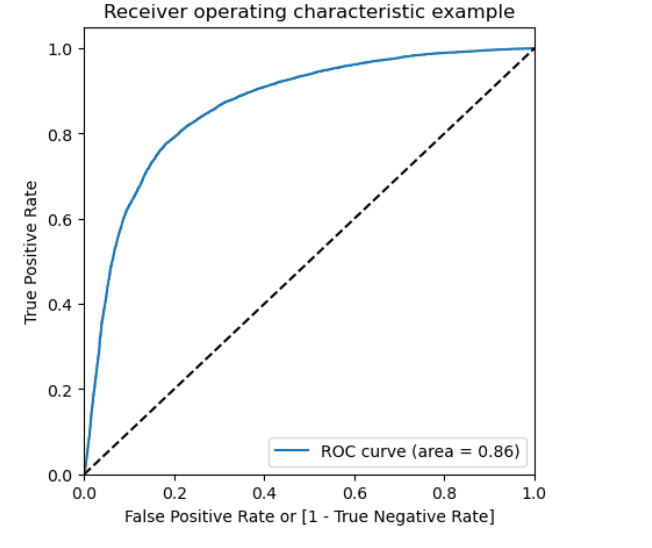 Receiver operating characteristic example
1.0
0.8
0.6
0.4
0.2
0.0
True Positive Rate
ROC curve (area = 0.86)
0.0 0.2 0.4 0.6 0.8 1.0
False Positive Rate or [1 - True Negative Rate]